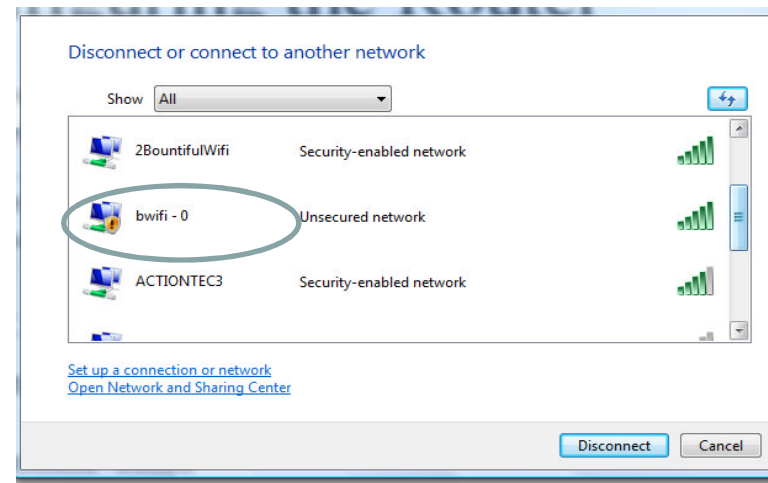 Disconnect or connect to another network
Show All
2BountifulWifi Security-enabled network
bwifi - 0 Unsecured network
ACTIONTEC3 Security-enabled network
Set up a connection or network
Open Network and Sharing Center
Disconnect Cancel